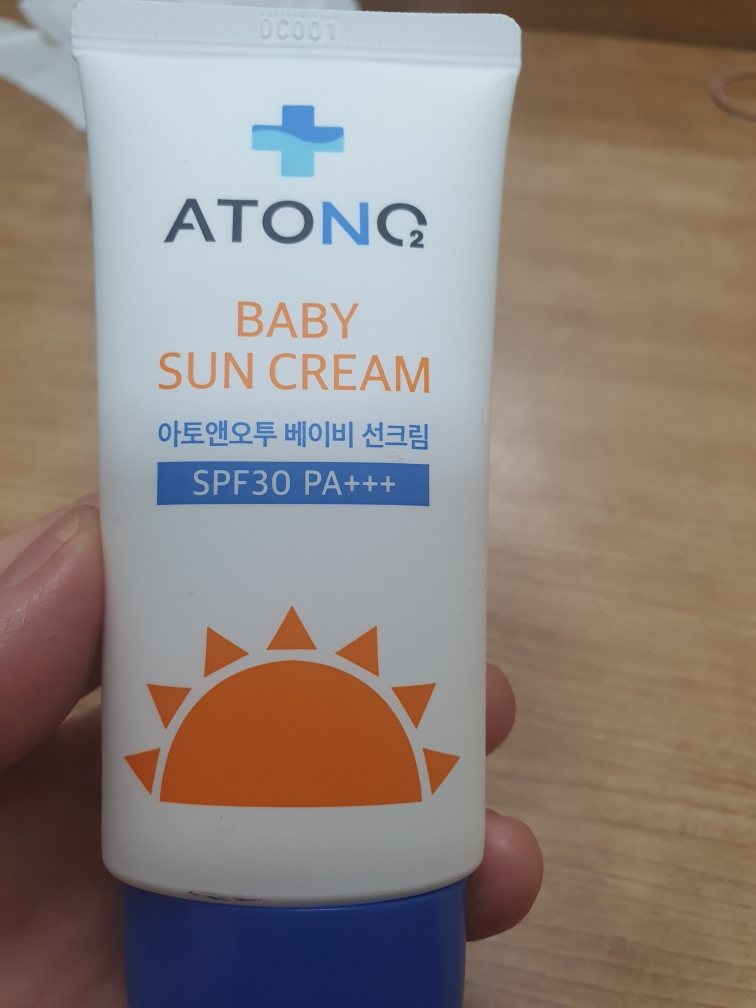 DC001
ATONO2
BABY
SUN CREAM
아토앤오투 베이비 선크림
SPF30 PA+++